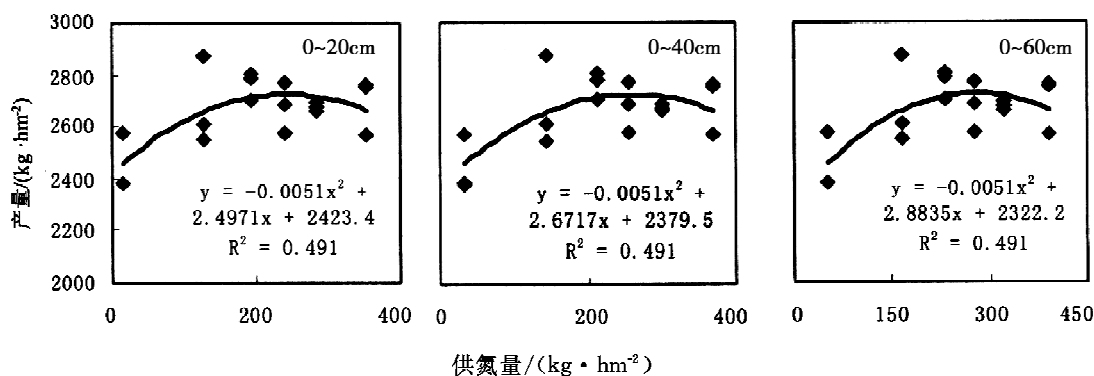 3000
2800
2600
2400
2200
2000
产量/(kg·hm⁻²)
0~20cm
y = -0.0051x² +
2.4971x + 2423.4
R² = 0.491
0 200 400
0~40cm
y = -0.0051x² +
2.6717x + 2379.5
R² = 0.491
0 200 400
0~60cm
y = -0.0051x² +
2.8835x + 2322.2
R² = 0.491
0 150 300 450
供氮量/(kg·hm⁻²)